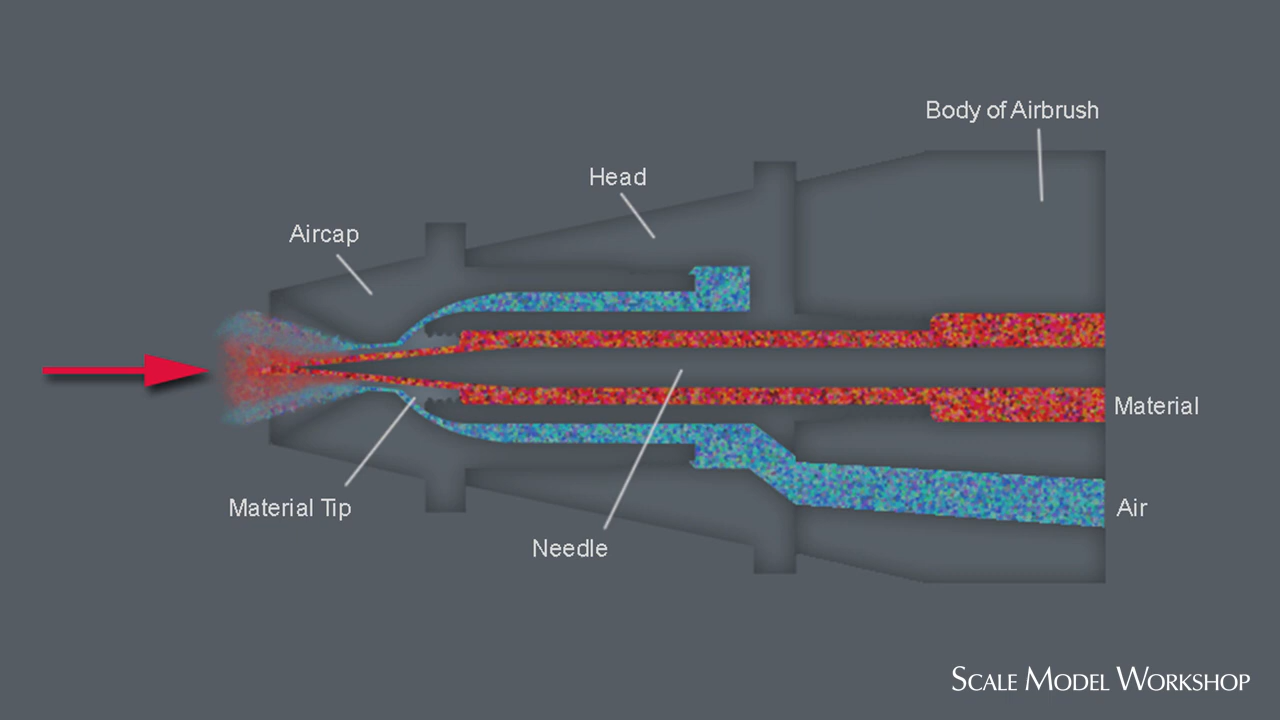 Body of Airbrush
Head
Aircap
Material
Material Tip
Air
Needle
SCALE MODEL WORKSHOP